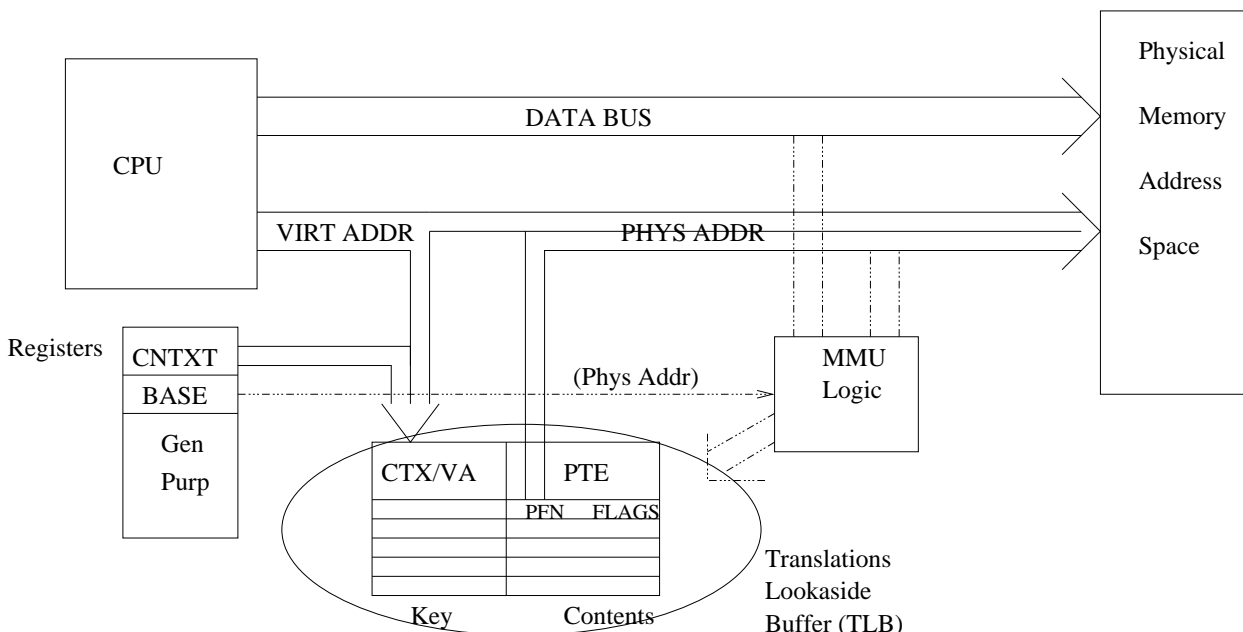 Physical
Memory
Address
Space
DATA BUS
CPU
VIRT ADDR
PHYS ADDR
Registers
CNTXT
BASE
Gen
Purp
(Phys Addr)
MMU
Logic
CTX/VA
PTE
PFN
FLAGS
Key
Contents
Translations
Lookaside
Buffer (TLB)